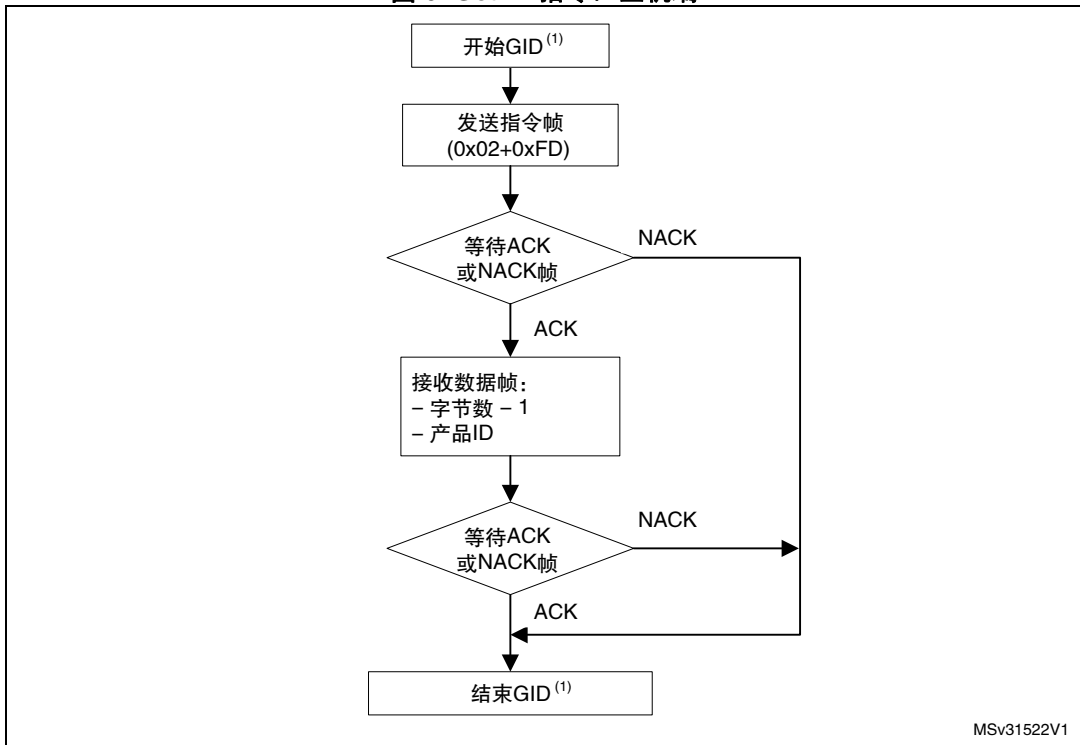 开始GID (1)
发送指令帧
(0x02+0xFD)
等待ACK
或NACK帧
NACK
ACK
接收数据帧：
– 字节数 – 1
– 产品ID
等待ACK
或NACK帧
NACK
ACK
结束GID (1)
MSv31522V1